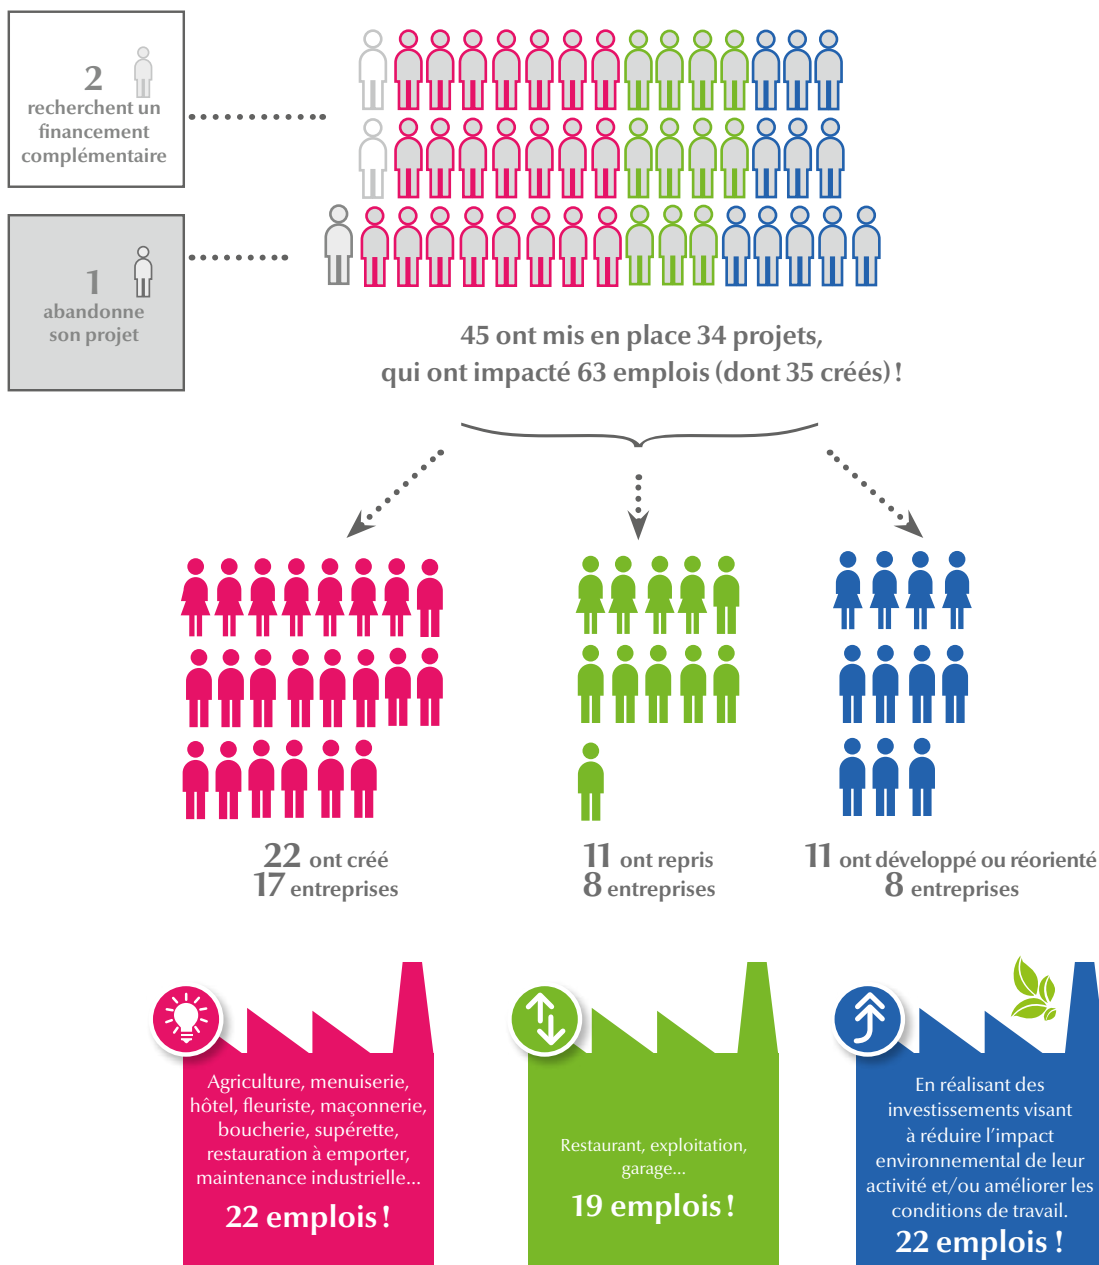 2
recherchent un
financement
complémentaire
1
abandonne
son projet
45 ont mis en place 34 projets,
qui ont impacté 63 emplois (dont 35 créés) !
22 ont créé
17 entreprises
11 ont repris
8 entreprises
11 ont développé ou réorienté
8 entreprises
Agriculture, menuiserie,
hôtel, fleuriste, maçonnerie,
boucherie, supérette,
restauration à emporter,
maintenance industrielle...
22 emplois !
Restaurant, exploitation,
garage...
19 emplois !
En réalisant des
investissements visant
à réduire l’impact
environnemental de leur
activité et/ou améliorer les
conditions de travail.
22 emplois !